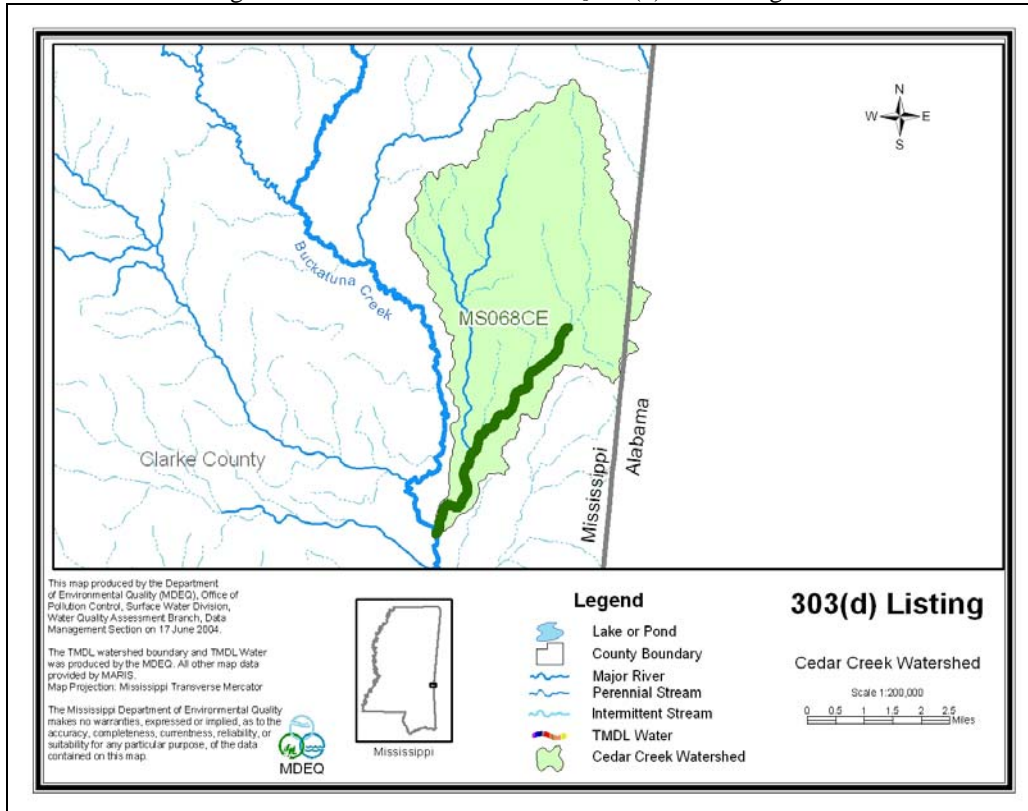 N
W E
S
Buckatuna Creek
MS068CE
Clarke County
Mississippi
Alabama
This map produced by the Department
of Environmental Quality (MDEQ), Office of
Pollution Control, Surface Water Division,
Water Quality Assessment Branch, Data
Management Section on 17 June 2004.
The TMDL watershed boundary and TMDL Water
was produced by the MDEQ. All other map data
provided by MARIS.
Map Projection: Mississippi Transverse Mercator
The Mississippi Department of Environmental Quality
makes no warranties, expressed or implied, as to the
accuracy, completeness, currentness, reliability, or
suitability for any particular purpose, of the data
contained on this map.
MDEQ
Mississippi
Legend
Lake or Pond
County Boundary
Major River
Perennial Stream
Intermittent Stream
TMDL Water
Cedar Creek Watershed
303(d) Listing
Cedar Creek Watershed
Scale 1:200,000
0 0.5 1 1.5 2 2.5
Miles